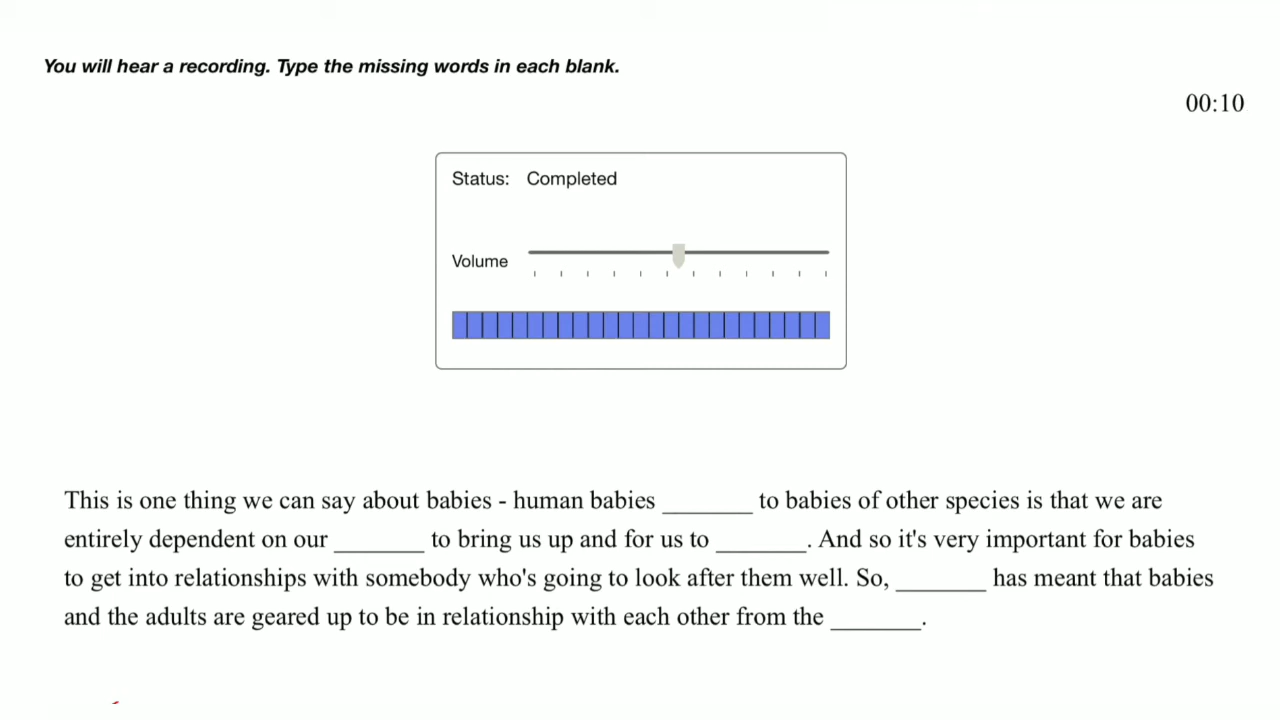 You will hear a recording. Type the missing words in each blank.
00:10
Status: Completed
Volume
This is one thing we can say about babies - human babies _______ to babies of other species is that we are
entirely dependent on our _______ to bring us up and for us to _______. And so it's very important for babies
to get into relationships with somebody who's going to look after them well. So, _______ has meant that babies
and the adults are geared up to be in relationship with each other from the _______.